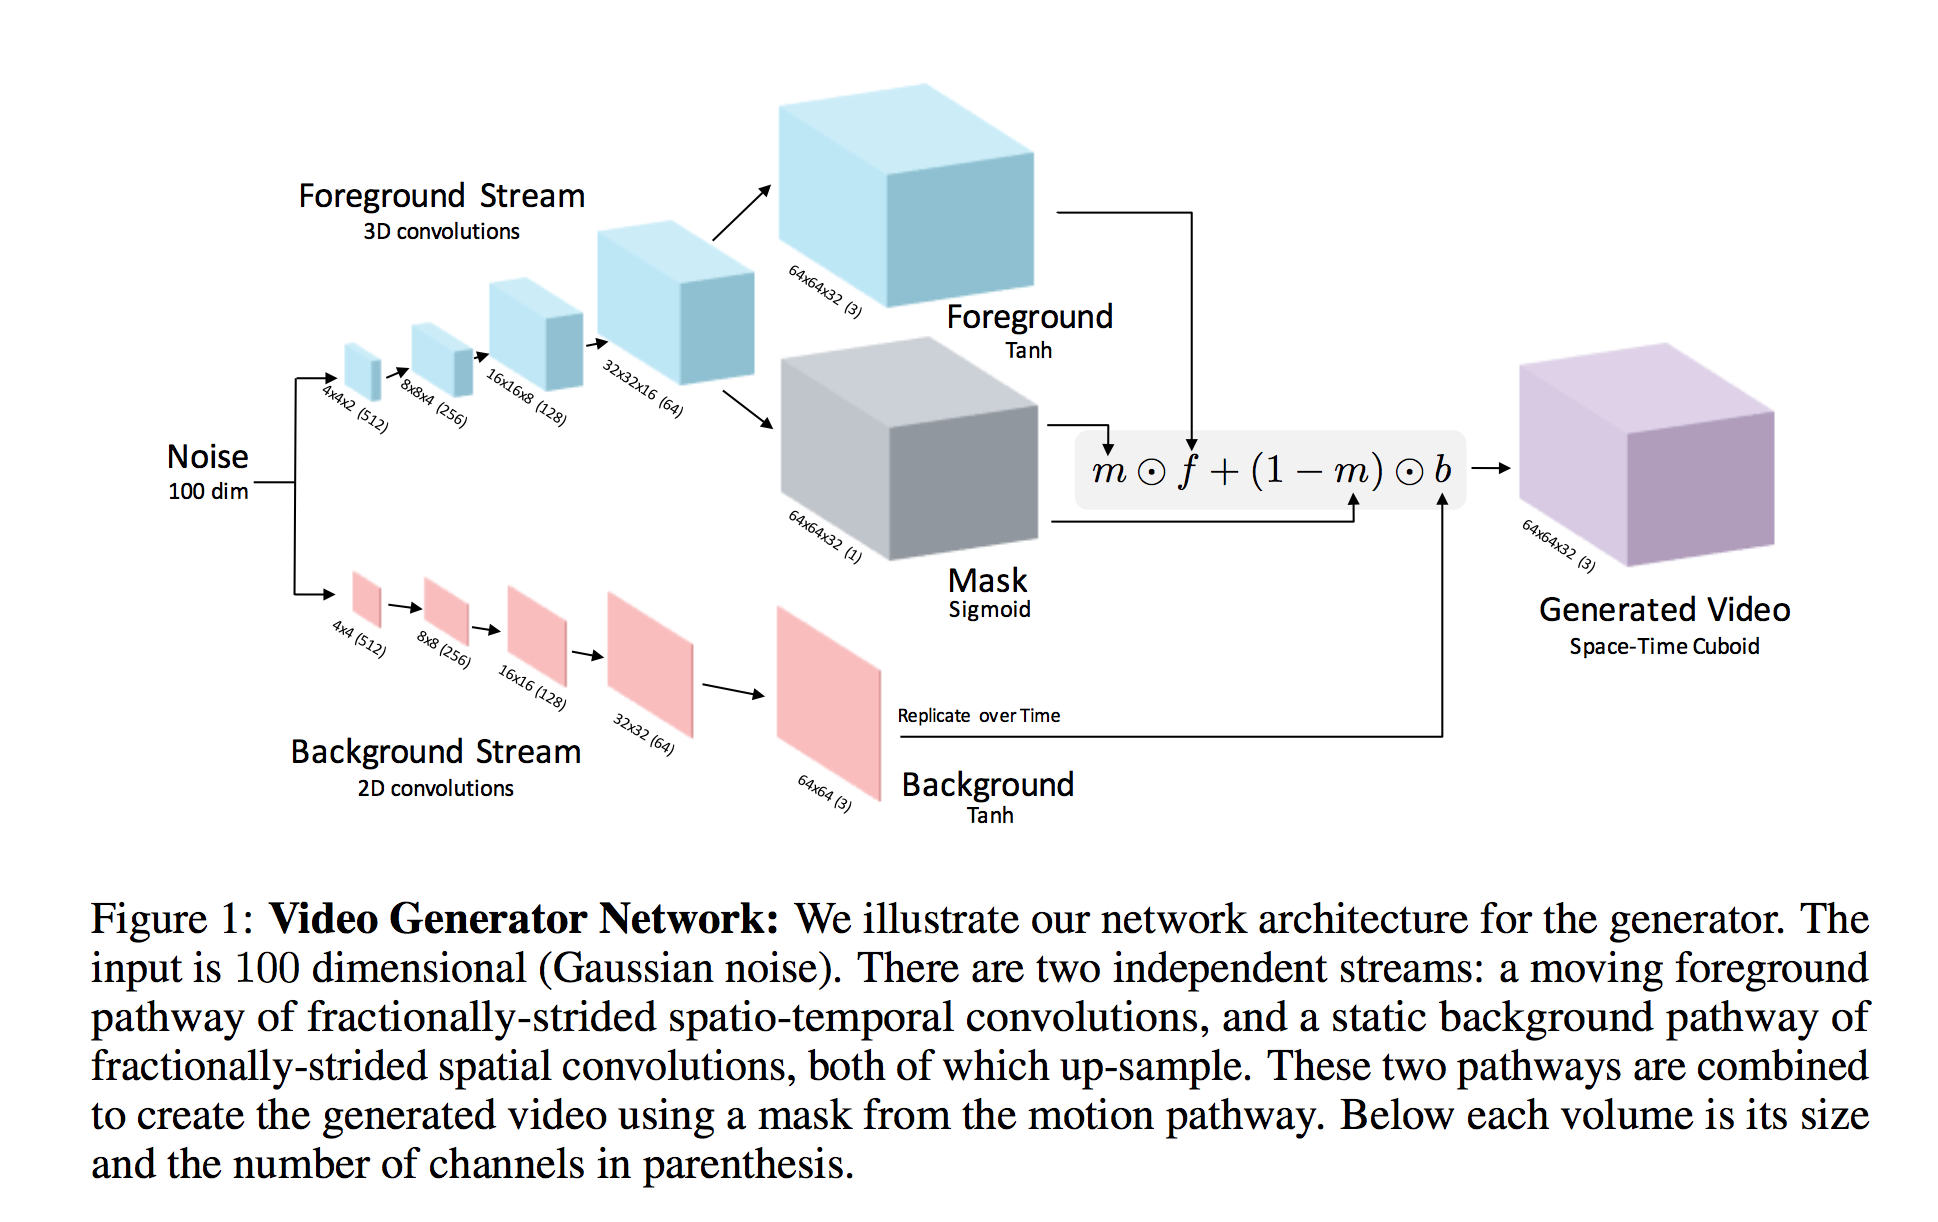 Foreground Stream
3D convolutions
4x4x2 (512)
8x8x4 (256)
16x16x8 (128)
32x32x16 (64)
64x64x32 (3)
Foreground
Tanh
Noise
100 dim
64x64x32 (1)
Mask
Sigmoid
m ⊙ f + (1 − m) ⊙ b
64x64x32 (3)
Generated Video
Space-Time Cuboid
4x4 (512)
8x8 (256)
16x16 (128)
32x32 (64)
64x64 (3)
Replicate over Time
Background Stream
2D convolutions
Background
Tanh
Figure 1: Video Generator Network: We illustrate our network architecture for the generator. The
input is 100 dimensional (Gaussian noise). There are two independent streams: a moving foreground
pathway of fractionally-strided spatio-temporal convolutions, and a static background pathway of
fractionally-strided spatial convolutions, both of which up-sample. These two pathways are combined
to create the generated video using a mask from the motion pathway. Below each volume is its size
and the number of channels in parenthesis.